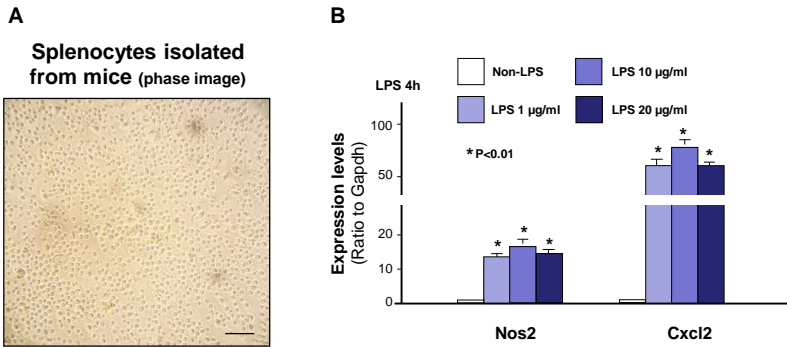 A
Splenocytes isolated
from mice (phase image)
B
Non-LPS
LPS 10 µg/ml
LPS 4h
LPS 1 µg/ml
LPS 20 µg/ml
Expression levels
(Ratio to Gapdh)
100
50
20
10
0
* P<0.01
* * *
* * *
Nos2
Cxcl2